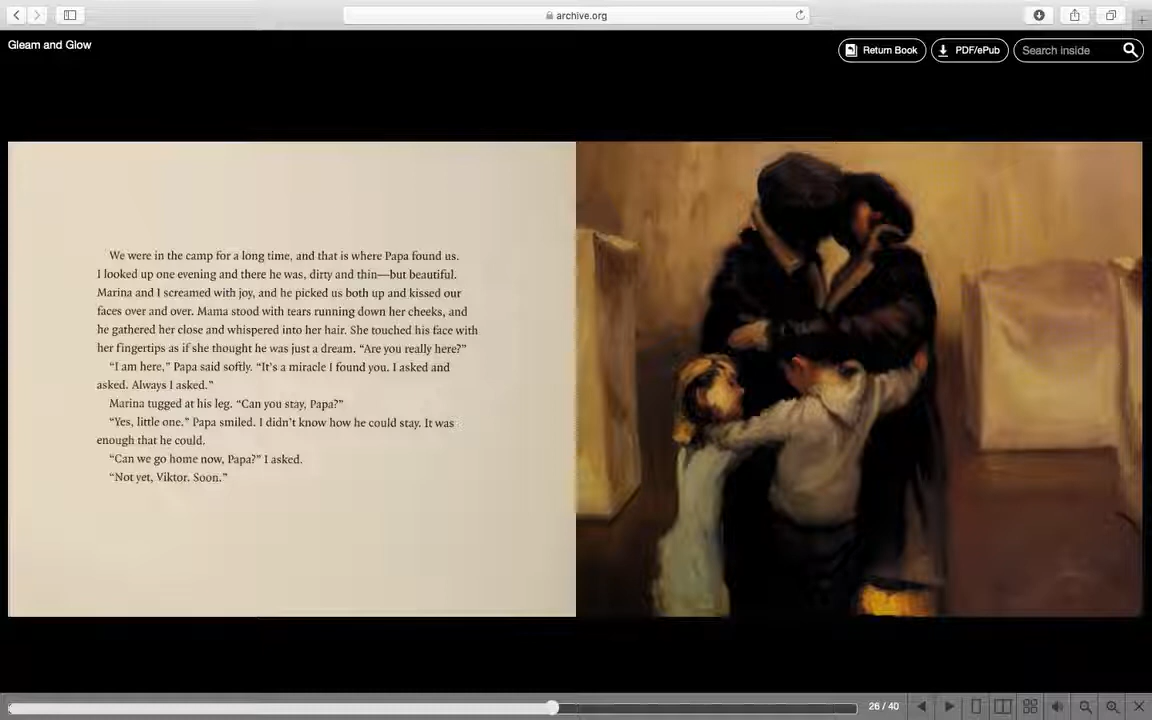 archive.org
Gleam and Glow
Return Book
PDF/ePub
Search inside
We were in the camp for a long time, and that is where Papa found us.
I looked up one evening and there he was, dirty and thin—but beautiful.
Marina and I screamed with joy, and he picked us both up and kissed our
faces over and over. Mama stood with tears running down her cheeks, and
he gathered her close and whispered into her hair. She touched his face with
her fingertips as if she thought he was just a dream. “Are you really here?”
“I am here,” Papa said softly. “It’s a miracle I found you. I asked and
asked. Always I asked.”
Marina tugged at his leg. “Can you stay, Papa?”
“Yes, little one.” Papa smiled. I didn’t know how he could stay. It was
enough that he could.
“Can we go home now, Papa?” I asked.
“Not yet, Viktor. Soon.”
26 / 40